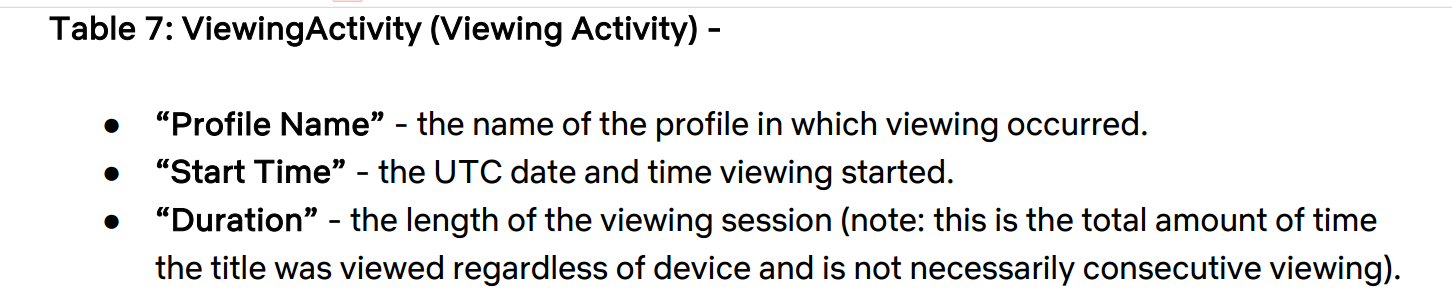 Table 7: ViewingActivity (Viewing Activity) -
● “Profile Name” - the name of the profile in which viewing occurred.
● “Start Time” - the UTC date and time viewing started.
● “Duration” - the length of the viewing session (note: this is the total amount of time
the title was viewed regardless of device and is not necessarily consecutive viewing).